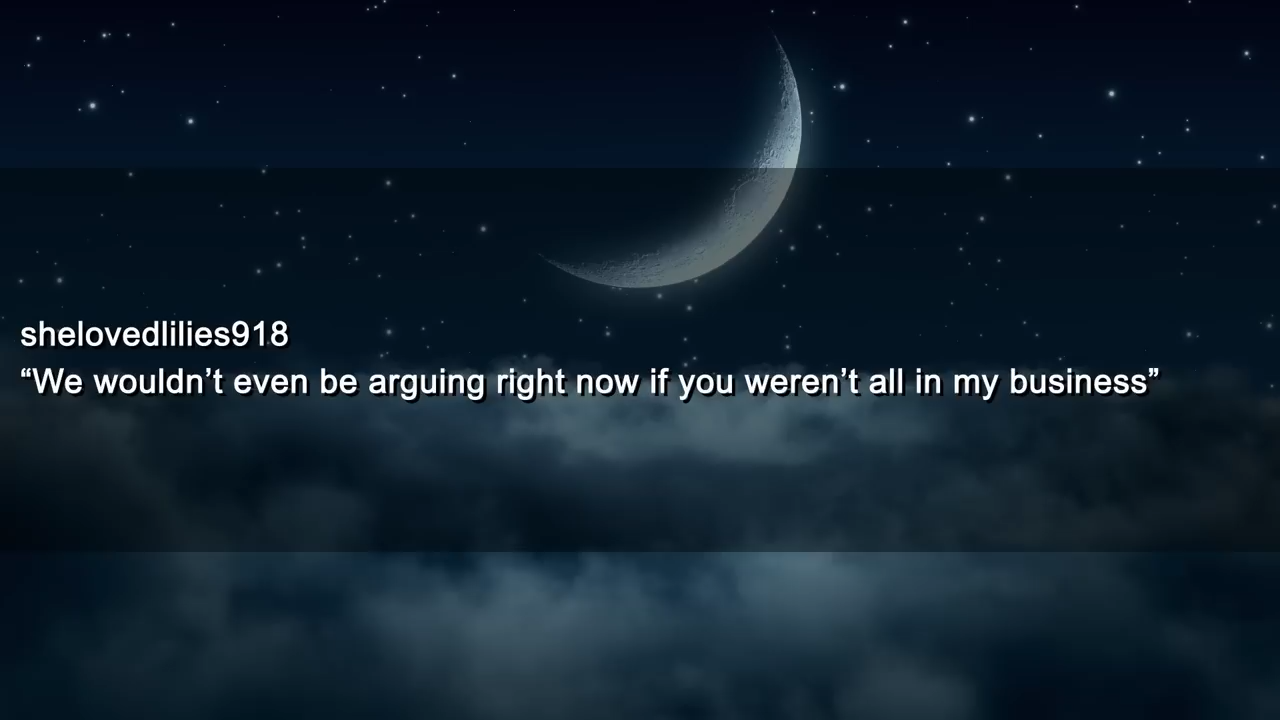 shelovedlilies918
“We wouldn’t even be arguing right now if you weren’t all in my business”